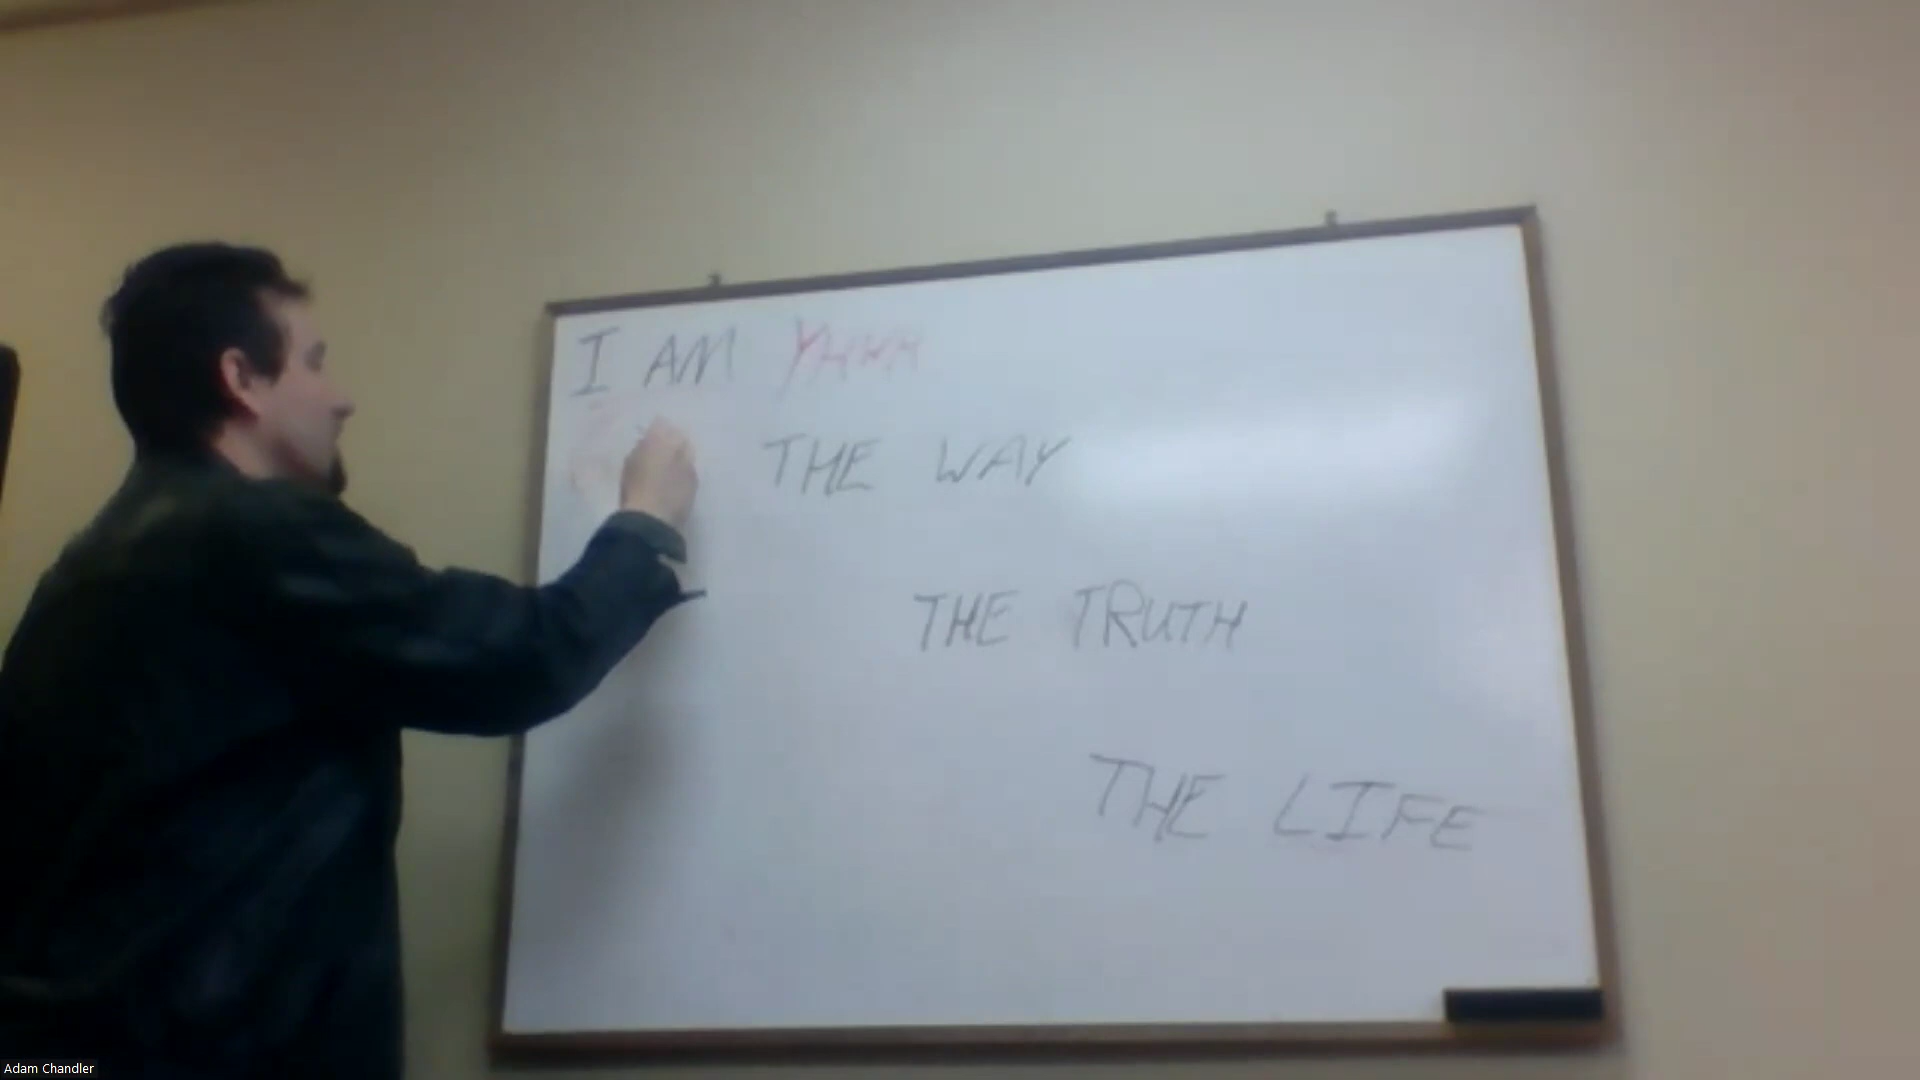 I AM YHWH
THE WAY
THE TRUTH
THE LIFE
Adam Chandler